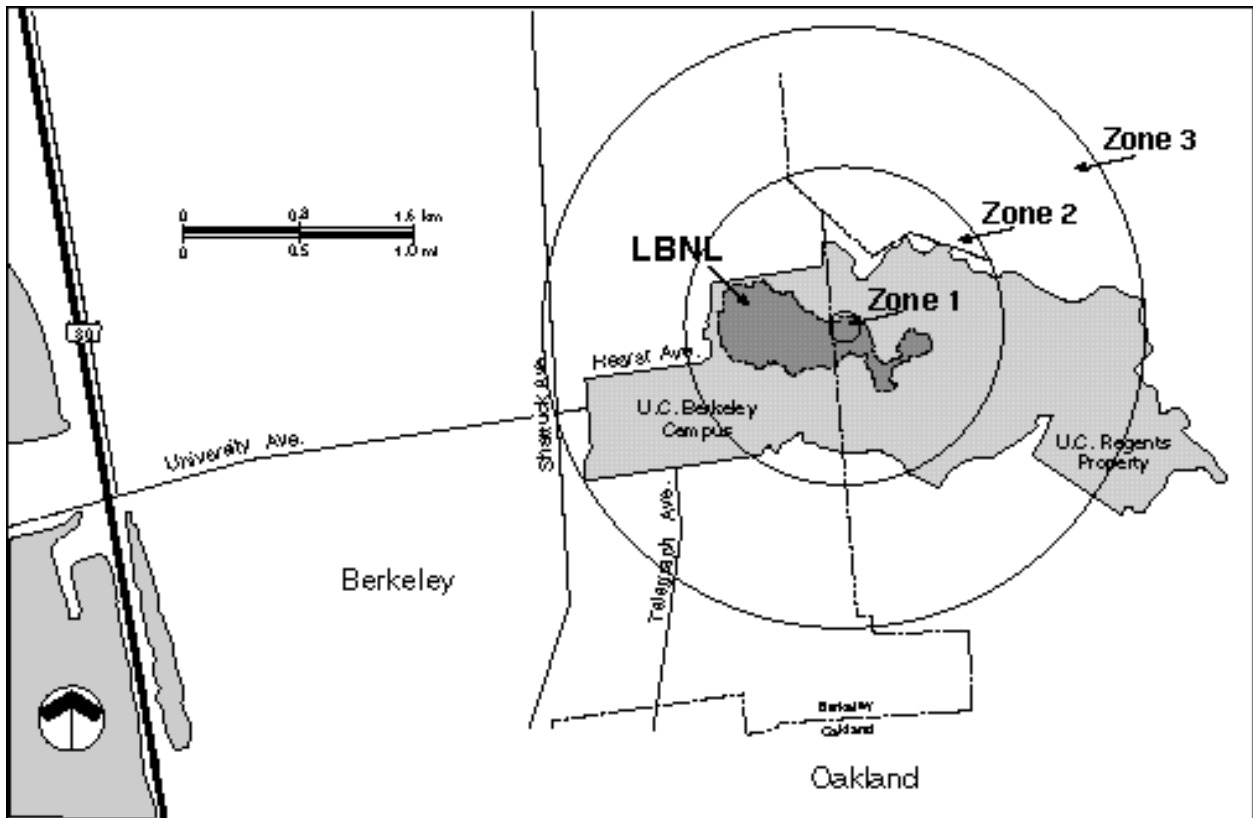 Zone 3
Zone 2
0 0.8 1.6 km
0 0.5 1.0 mi
LBNL
Zone 1
80
Hearst Ave.
Shattuck Ave.
U.C. Berkeley
Campus
University Ave.
U.C. Regents
Property
Telegraph Ave.
Berkeley
Berkeley
Oakland
Oakland